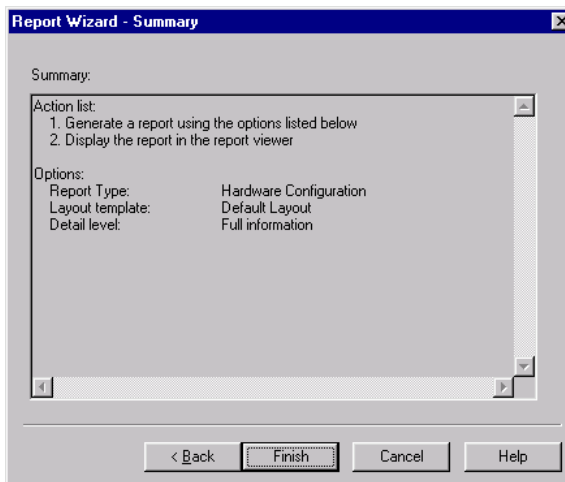 Report Wizard - Summary
Summary:
Action list:
1. Generate a report using the options listed below
2. Display the report in the report viewer
Options:
Report Type: Hardware Configuration
Layout template: Default Layout
Detail level: Full information
< Back Finish Cancel Help